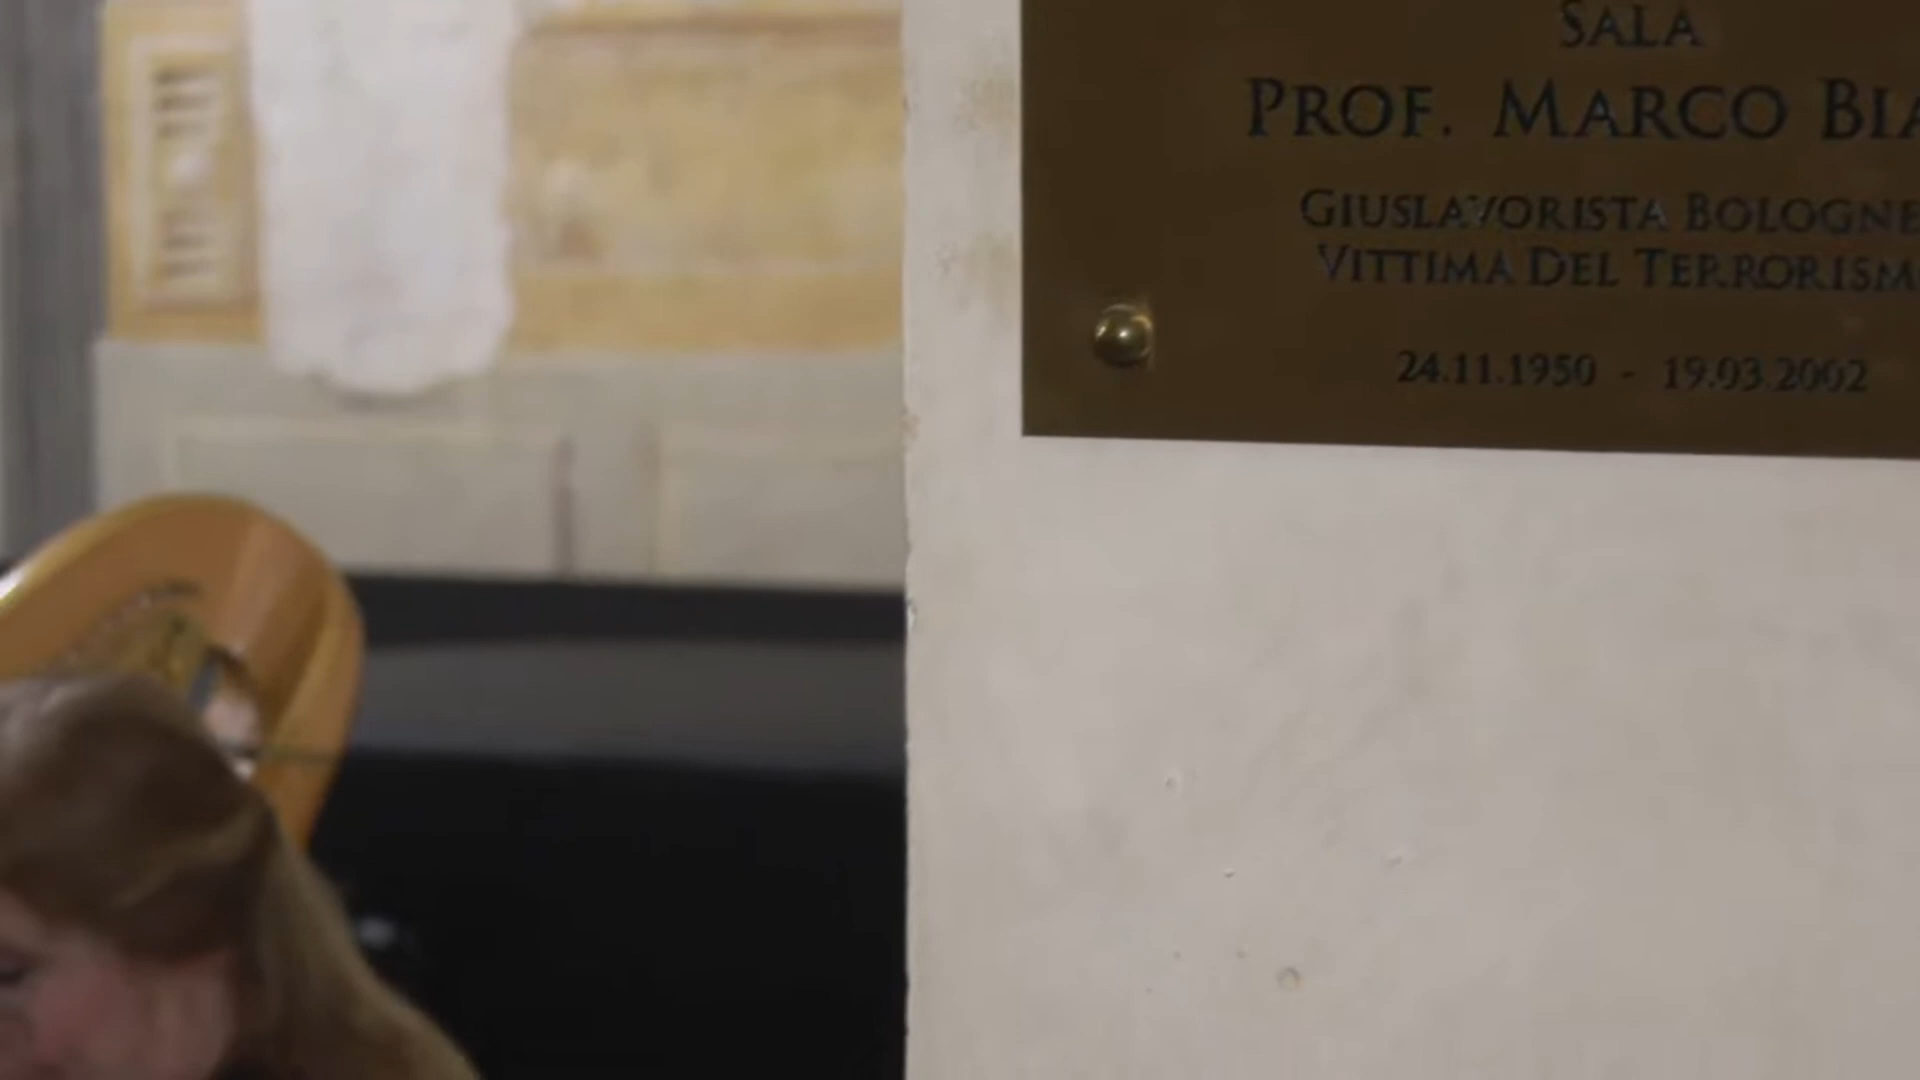 SALA
PROF. MARCO BIA
GIUSLAVORISTA BOLOGNE
VITTIMA DEL TERRORISM
24.11.1950 - 19.03.2002